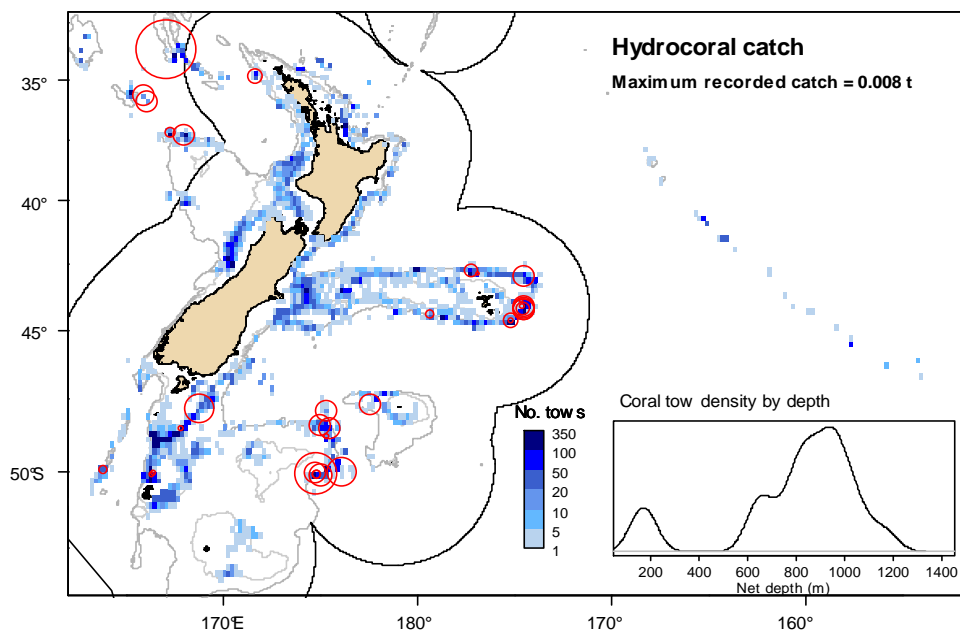 Hydrocoral catch
Maximum recorded catch = 0.008 t
35°
40°
45°
50°S
No. tows
350
100
50
20
10
5
1
Coral tow density by depth
200 400 600 800 1000 1200 1400
Net depth (m)
170°E 180° 170° 160°